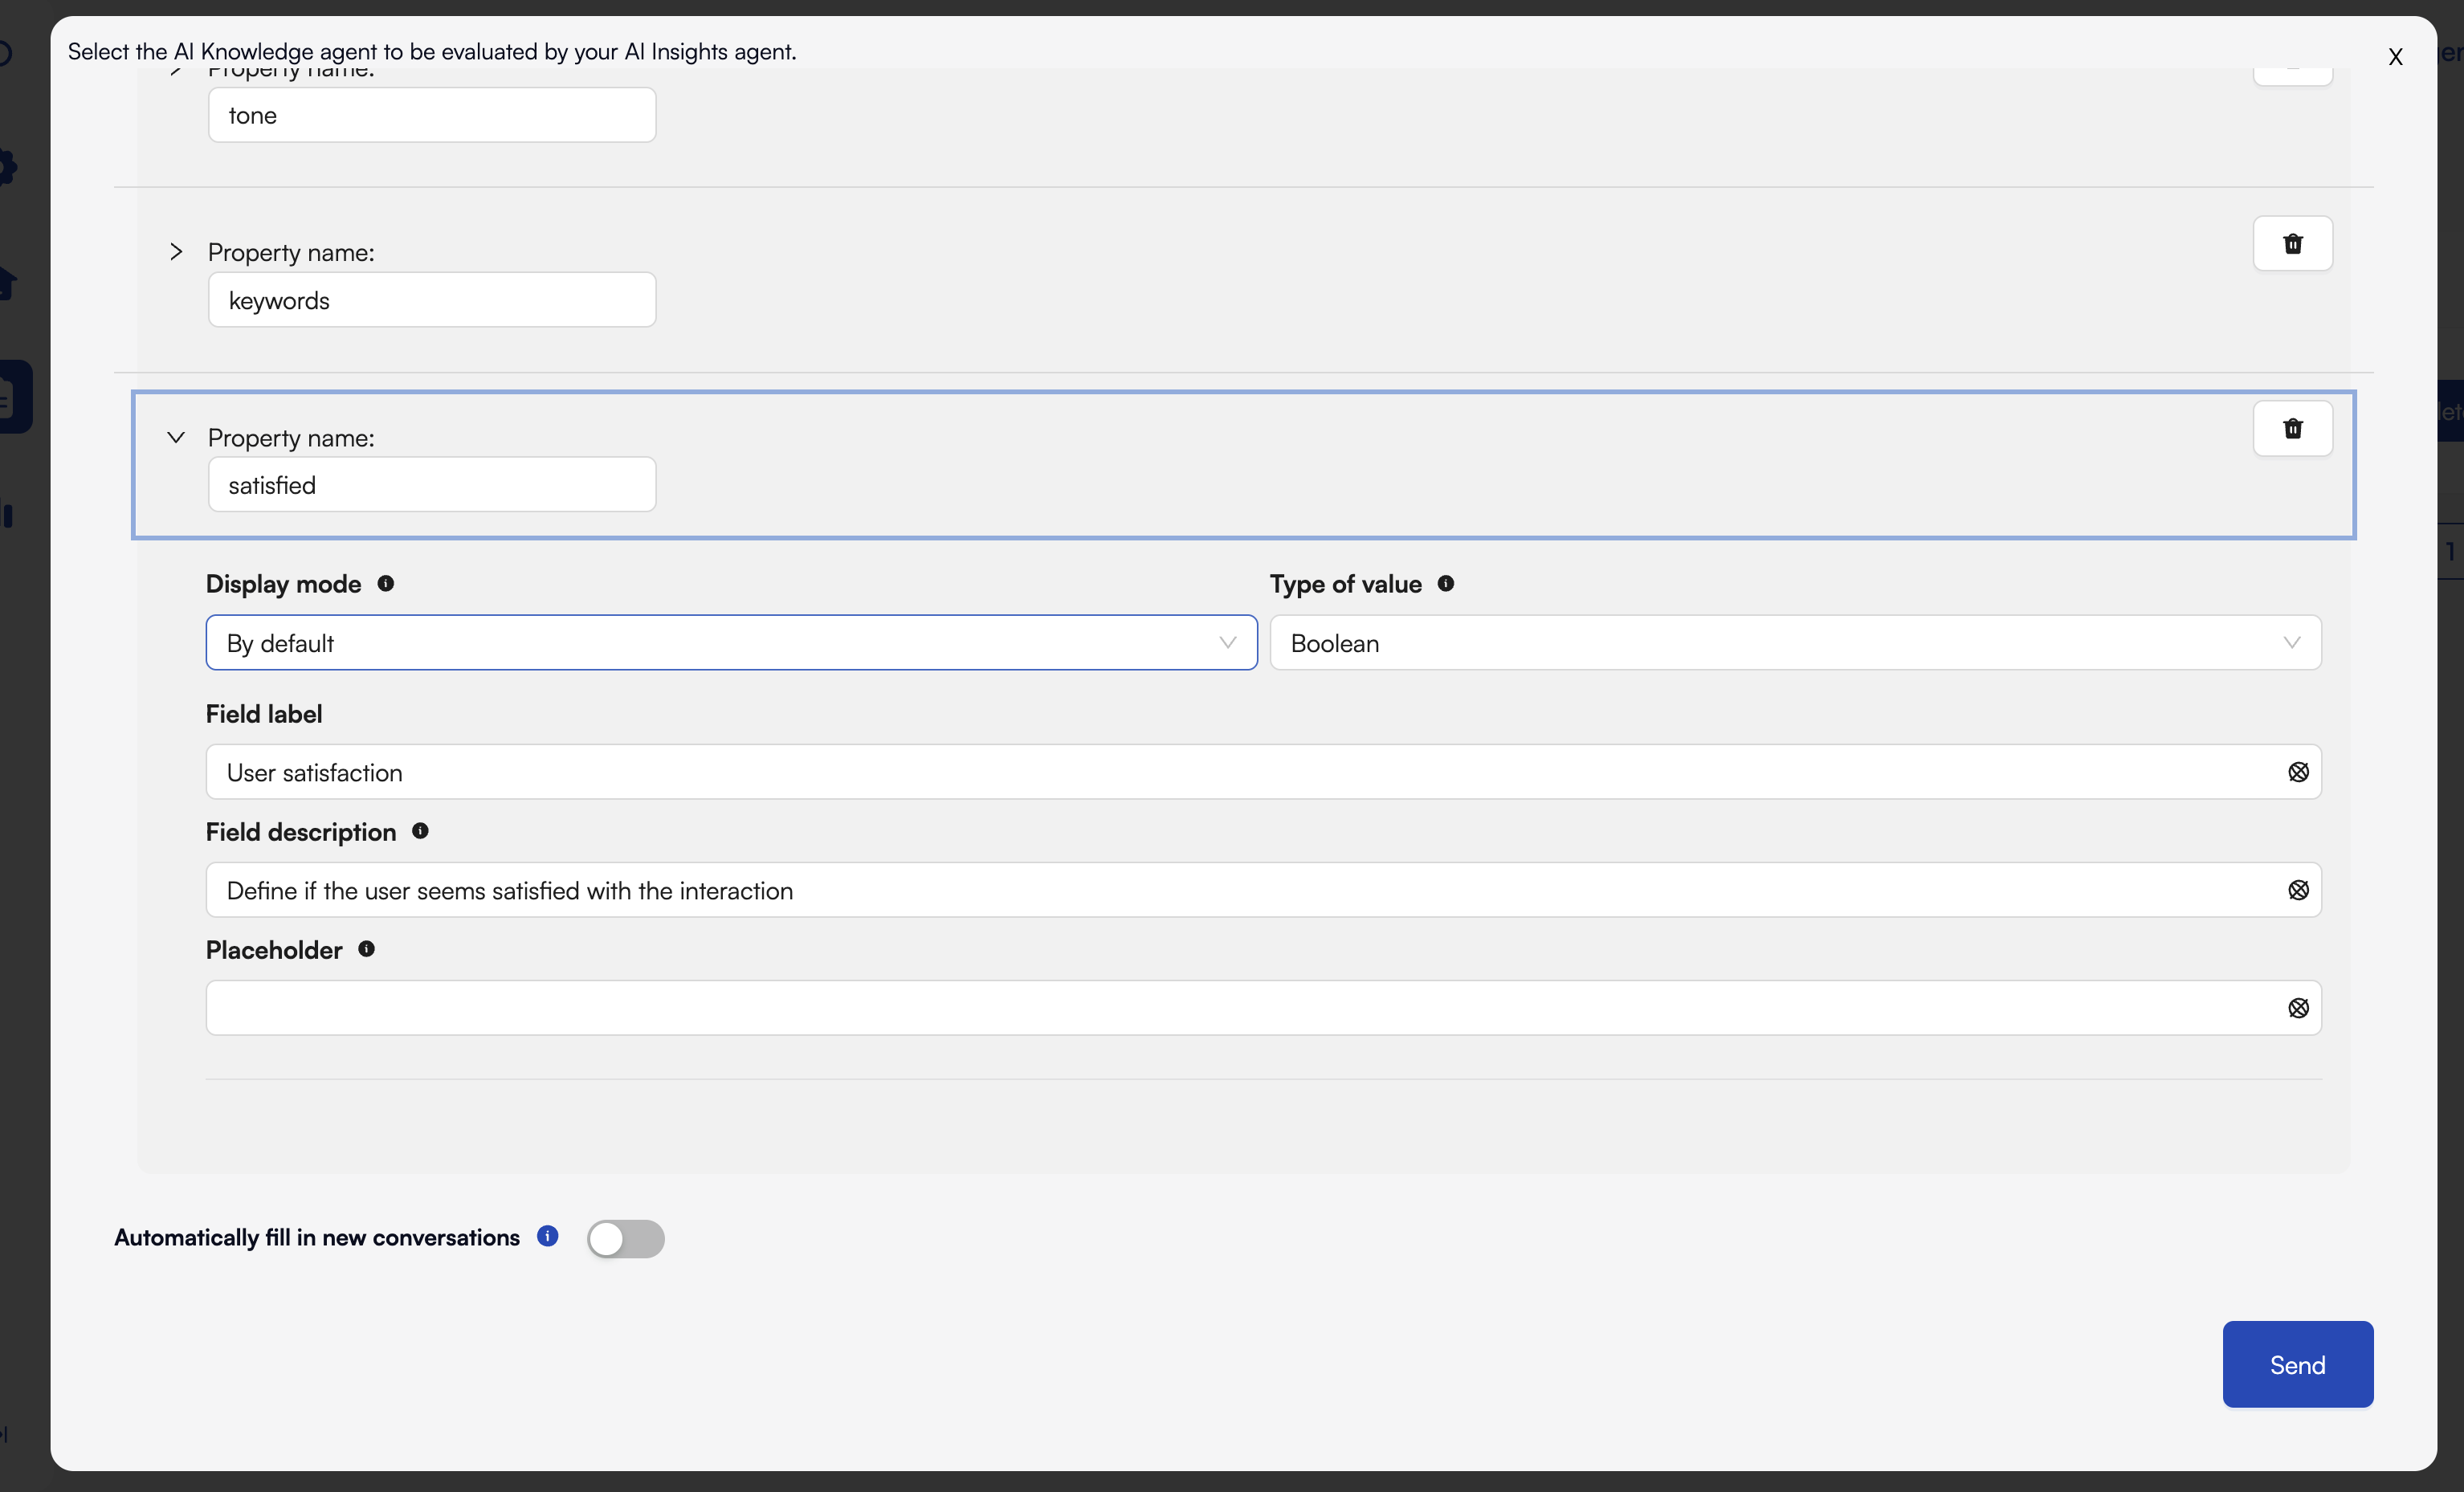 Select the AI Knowledge agent to be evaluated by your AI Insights agent.
X
Property name:
tone
Property name:
keywords
Property name:
satisfied
Display mode
Type of value
By default
Boolean
Field label
User satisfaction
Field description
Define if the user seems satisfied with the interaction
Placeholder
Automatically fill in new conversations
Send
1